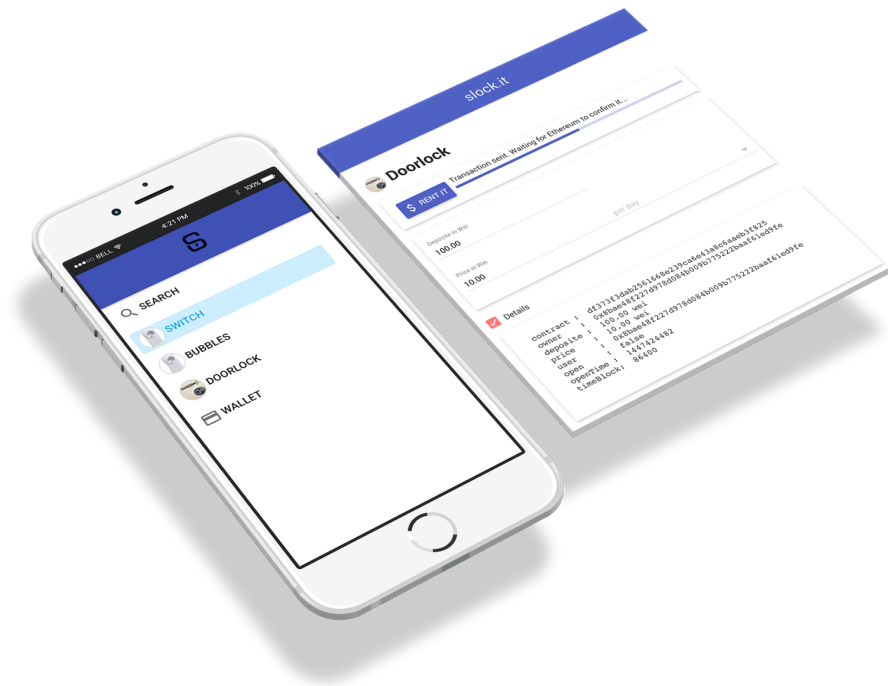 ●●●○○ BELL
4:21 PM
100%
SEARCH
SWITCH
BUBBLES
DOORLOCK
WALLET
slock.it
Doorlock
Transaction sent. Waiting for Ethereum to confirm it...
$ RENT IT
Deposite in Wei
100.00
per day
Price in Wei
10.00
Details
contract : df373f3dab2561668e239ca6e43a8c6aaeb3f825
owner : 0x8bae48f227d978d084b009b775222baaf61ed9fe
deposite : 100.00 wei
price : 10.00 wei
user : 0x8bae48f227d978d084b009b775222baaf61ed9fe
open : false
openTime : 1447424482
timeBlock: 86400